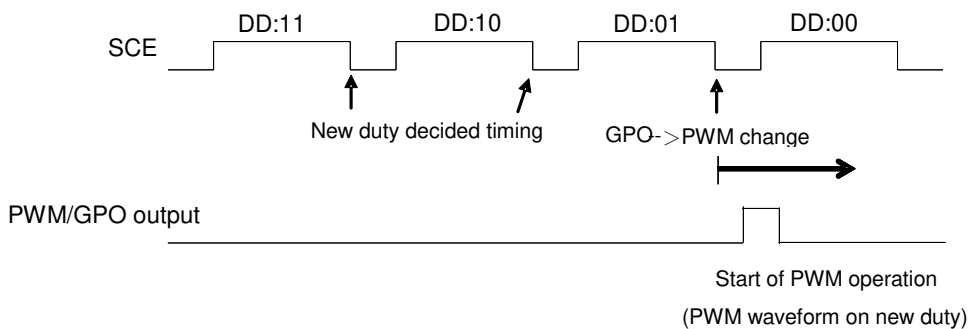 DD:11 DD:10 DD:01 DD:00
SCE
New duty decided timing
GPO-->PWM change
PWM/GPO output
Start of PWM operation
(PWM waveform on new duty)